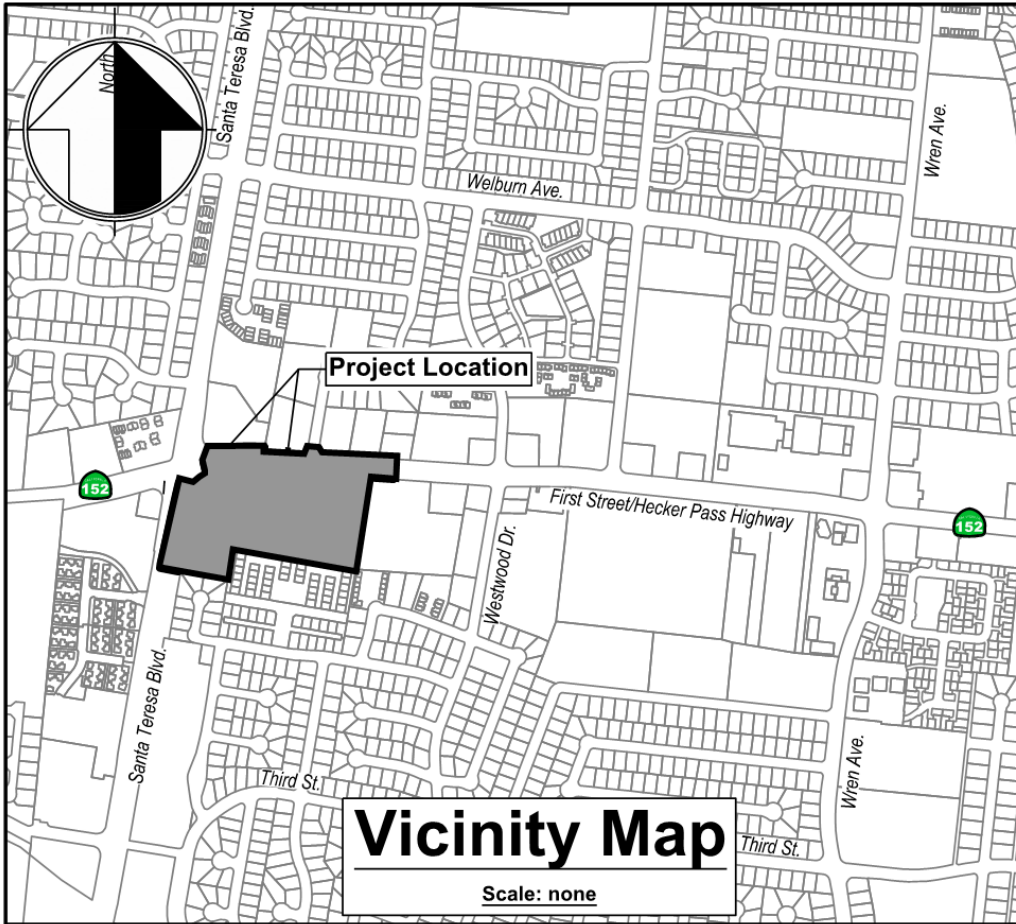 Santa Teresa Blvd.
North
Wren Ave.
Welburn Ave.
Project Location
152
First Street/Hecker Pass Highway
152
Westwood Dr.
Santa Teresa Blvd.
Wren Ave.
Third St.
Vicinity Map
Third St.
Scale: none